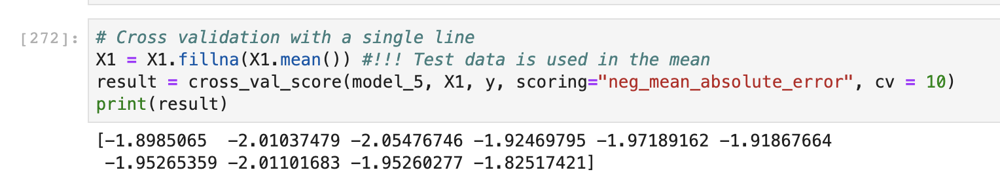 [272]: # Cross validation with a single line
X1 = X1.fillna(X1.mean()) #!!! Test data is used in the mean
result = cross_val_score(model_5, X1, y, scoring="neg_mean_absolute_error", cv = 10)
print(result)
[-1.8985065  -2.01037479 -2.05476746 -1.92469795 -1.97189162 -1.91867664
 -1.95265359 -2.01101683 -1.95260277 -1.82517421]